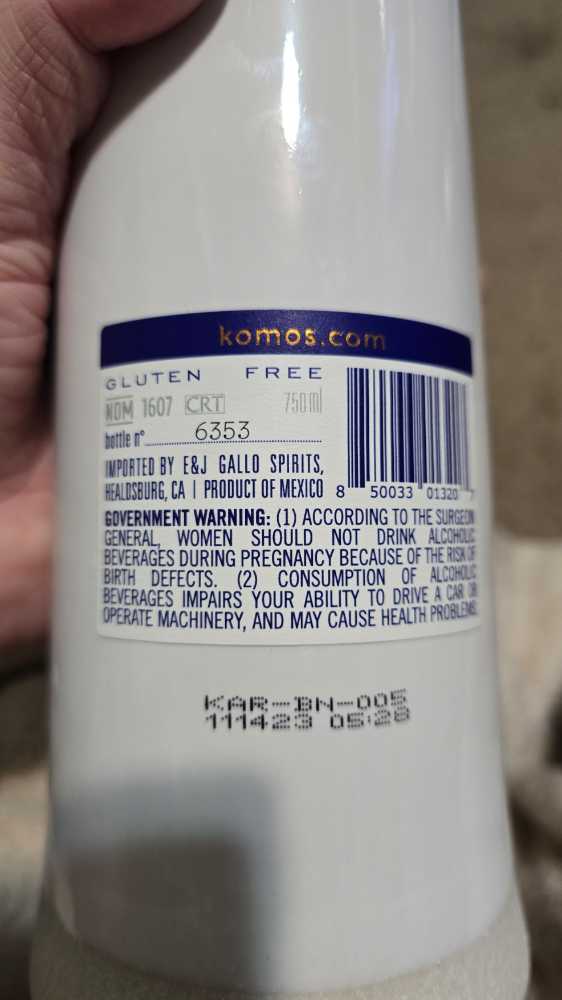 komos.com
GLUTEN FREE
NOM 1607 CRT 750 ml
bottle nº 6353
IMPORTED BY E&J GALLO SPIRITS,
HEALDSBURG, CA | PRODUCT OF MEXICO
8 50033 01320 7
GOVERNMENT WARNING: (1) ACCORDING TO THE SURGEON
GENERAL, WOMEN SHOULD NOT DRINK ALCOHOLIC
BEVERAGES DURING PREGNANCY BECAUSE OF THE RISK OF
BIRTH DEFECTS. (2) CONSUMPTION OF ALCOHOLIC
BEVERAGES IMPAIRS YOUR ABILITY TO DRIVE A CAR OR
OPERATE MACHINERY, AND MAY CAUSE HEALTH PROBLEMS.
KAR-BN-005
111423 05:28